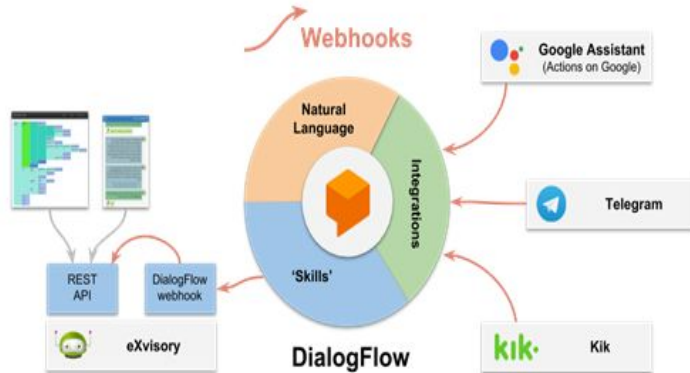 Webhooks
Google Assistant
(Actions on Google)
Natural
Language
Integrations
Telegram
REST
API
DialogFlow
webhook
'Skills'
eXvisory
DialogFlow
kik
Kik